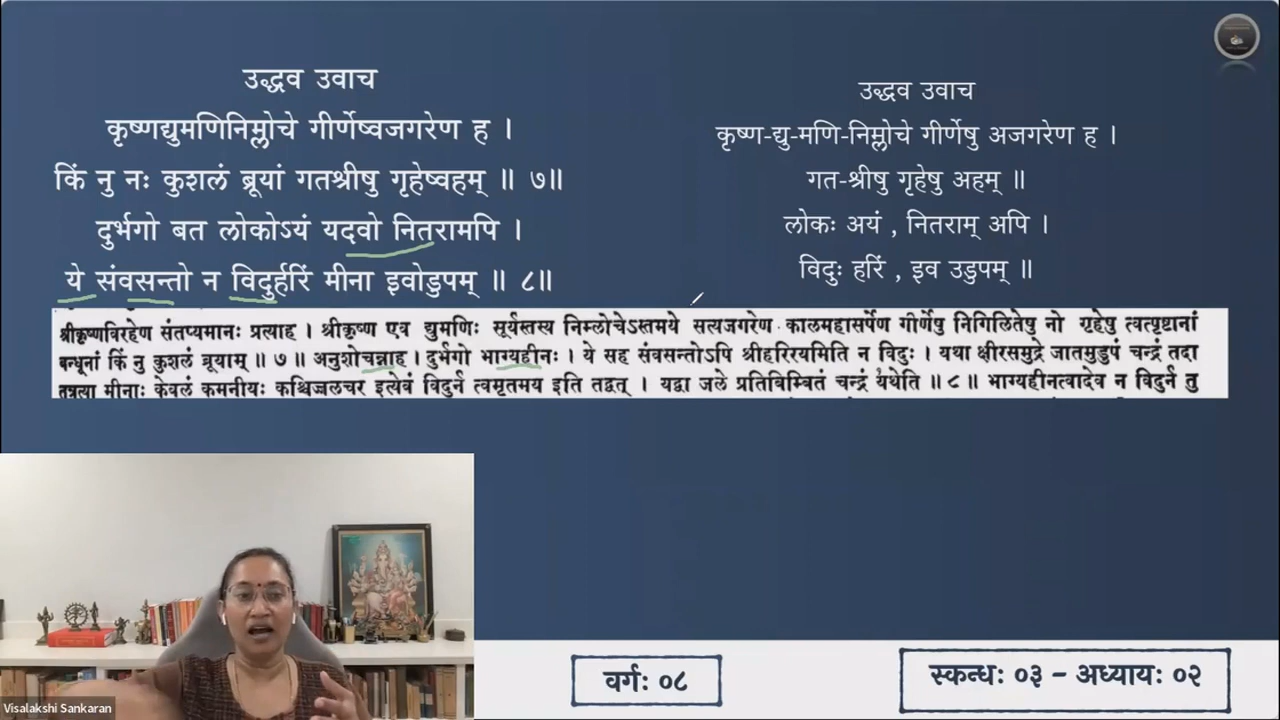 उद्धव उवाच
कृष्णद्युमणिनिम्लोचे गीर्णेष्वजगरेण ह ।
किं नु नः कुशलं ब्रूयां गतश्रीषु गृहेष्वहम् ॥ ७॥
दुर्भगो बत लोकोऽयं यदवो नितरामपि ।
ये संवसन्तो न विदुर्हरिं मीना इवोडुपम् ॥ ८॥
उद्धव उवाच
कृष्ण-द्यु-मणि-निम्लोचे गीर्णेषु अजगरेण ह ।
गत-श्रीषु गृहेषु अहम् ॥
लोकः अयं , नितराम् अपि ।
विदुः हरिं , इव उडुपम् ॥
श्रीकृष्णविरहेण संतप्यमानः प्रत्याह । श्रीकृष्ण एव द्युमणिः सूर्यस्तस्य निम्लोचेऽस्तमये सत्यजगरेण कालमहासर्पेण गीर्णेषु निगिलितेषु नो गृहेषु त्वत्पृष्टानां
बन्धूनां किं नु कुशलं ब्रूयाम् ॥ ७ ॥ अनुशोचन्नाह । दुर्भगो भाग्यहीनः । ये सह संवसन्तोऽपि श्रीहरिरयमिति न विदुः । यथा क्षीरसमुद्रे जातमुडुपं चन्द्रं तदा
तत्रत्या मीनाः केवलं कमनीयः कश्चिज्जलचर इत्येवं विदुर्न त्वमृतमय इति तद्वत् । यद्वा जले प्रतिबिम्बितं चन्द्रं यथेति ॥ ८ ॥ भाग्यहीनत्वादेव न विदुर्न तु
Visalakshi Sankaran
वर्गः ०८
स्कन्धः ०३ - अध्यायः ०२